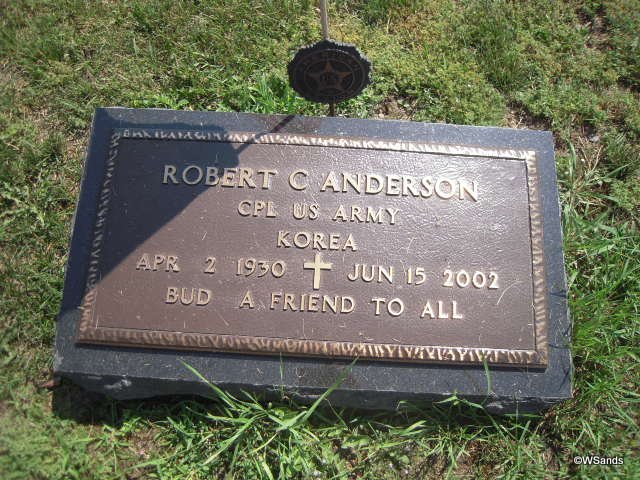 ROBERT C ANDERSON
CPL US ARMY
KOREA
APR 2 1930 JUN 15 2002
BUD A FRIEND TO ALL
©WSands